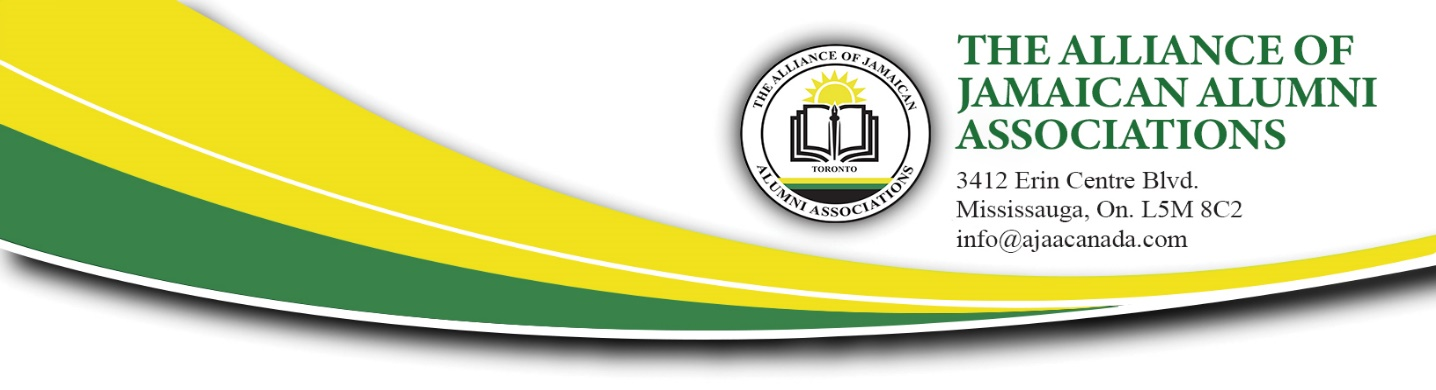 THE ALLIANCE OF JAMAICAN
TORONTO
ALUMNI ASSOCIATIONS
THE ALLIANCE OF
JAMAICAN ALUMNI
ASSOCIATIONS
3412 Erin Centre Blvd.
Mississauga, On. L5M 8C2
info@ajaacanada.com